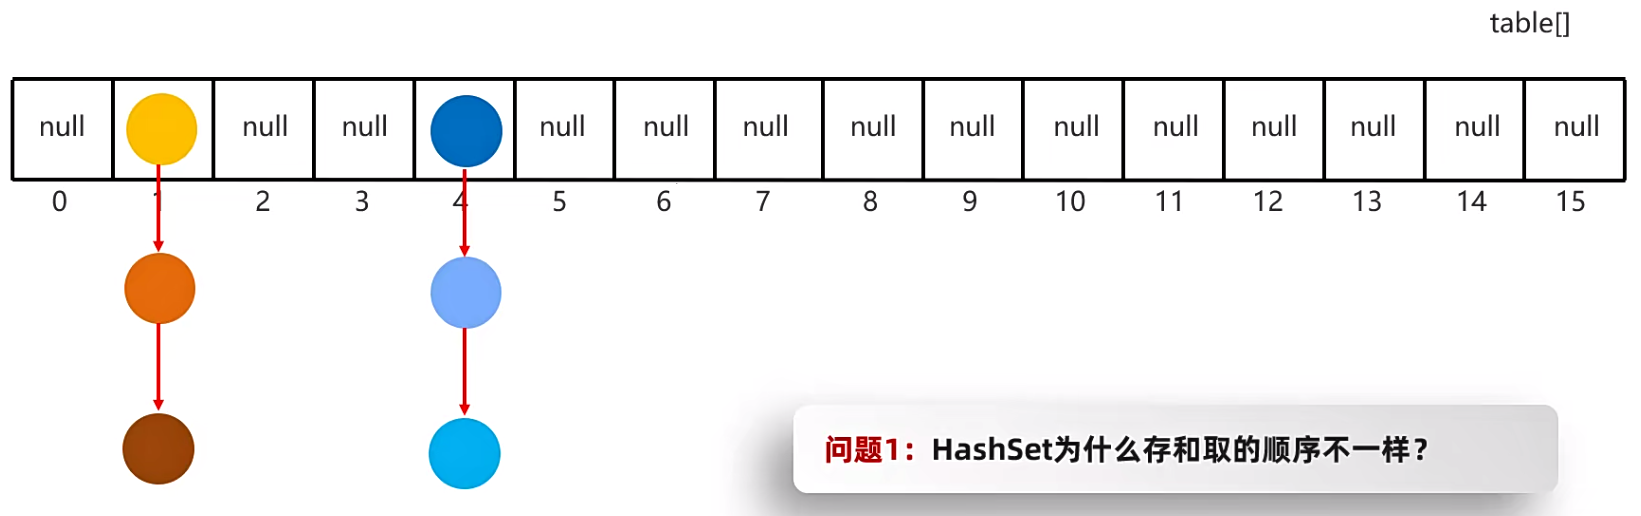 table[]
null null null null null null null null null null null null null null
0 1 2 3 4 5 6 7 8 9 10 11 12 13 14 15
问题1：HashSet为什么存和取的顺序不一样？